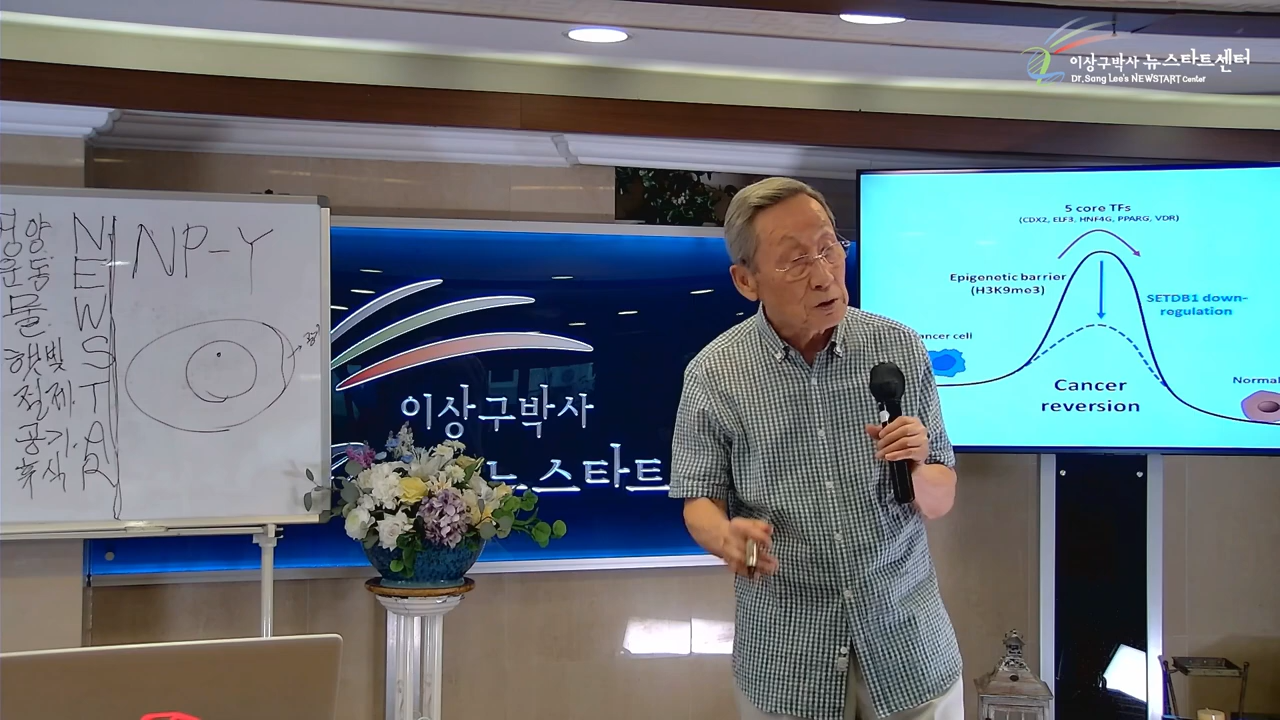 이상구박사 뉴스타트센터
Dr. Sang Lee's NEWSTART Center
영양 N
운동 E
물 W
햇빛 S
절제 T
공기 A
휴식 R
NP-Y
이상구박사
뉴스타트
5 core TFs
(CDX2, ELF3, HNF4G, PPARG, VDR)
Epigenetic barrier
(H3K9me3)
SETDB1 down-
regulation
cell
Cancer
reversion
Normal